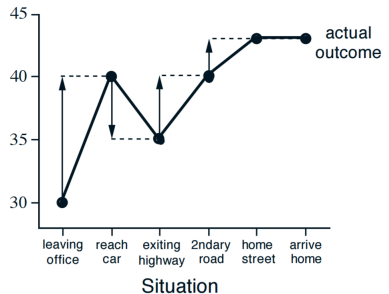 45
40
35
30
actual
outcome
leaving reach exiting 2ndary home arrive
office car highway road street home
Situation